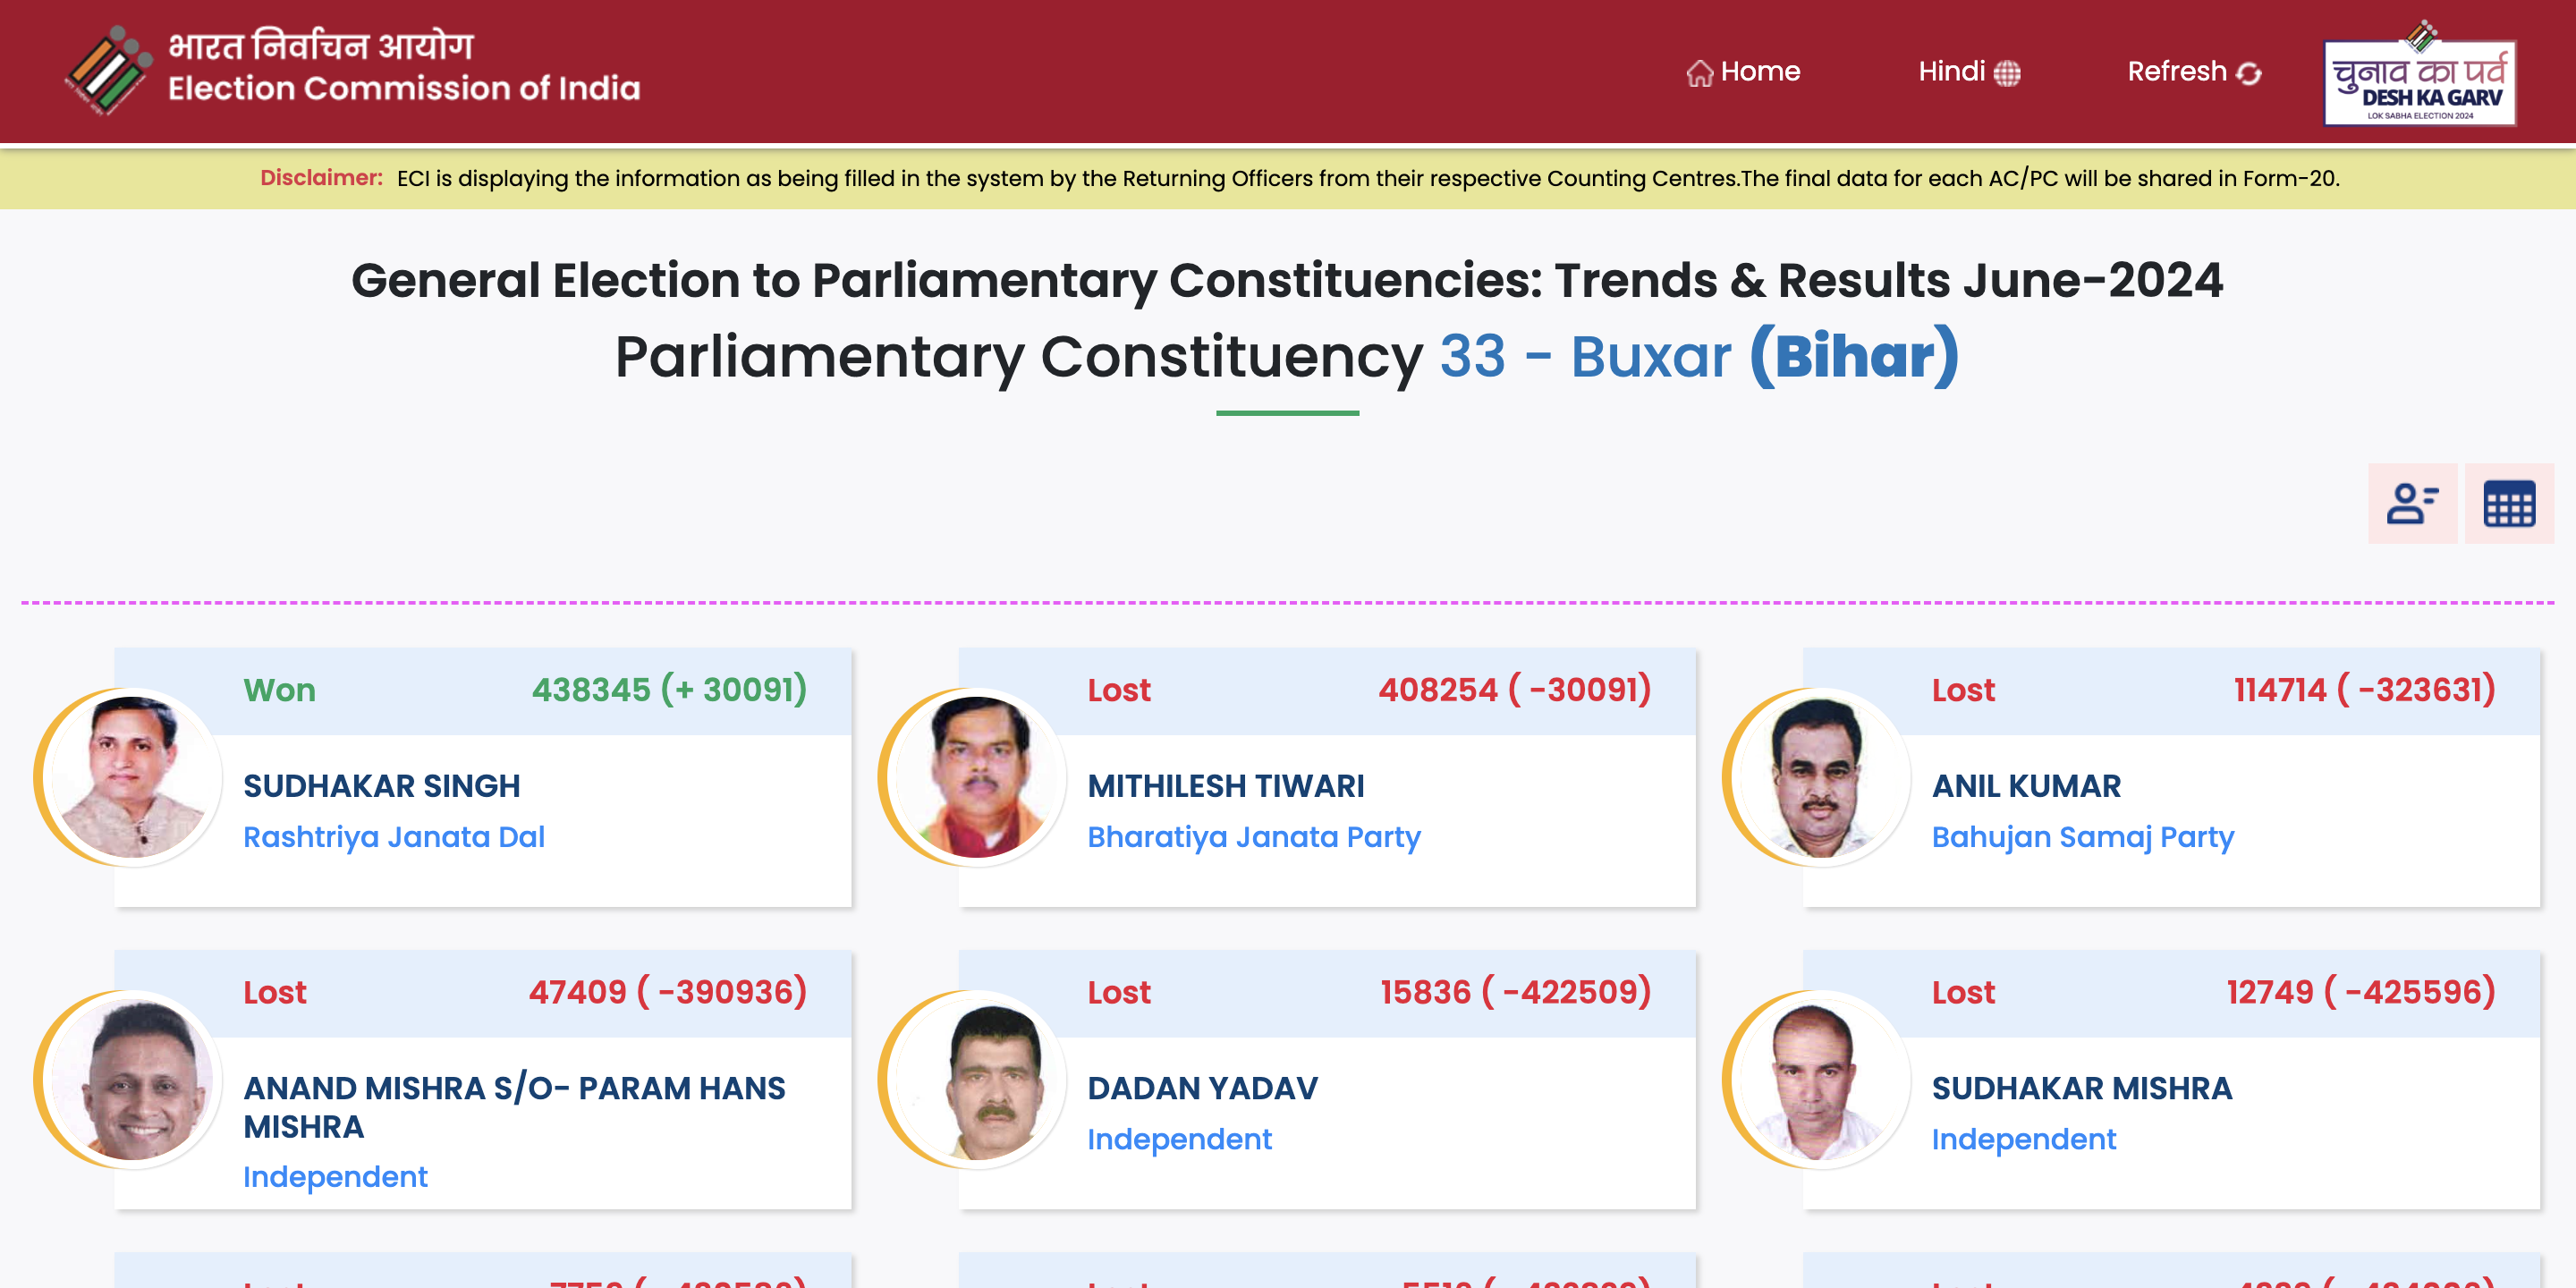 भारत निर्वाचन आयोग
Election Commission of India
Home
Hindi
Refresh
चुनाव का पर्व
DESH KA GARV
LOK SABHA ELECTION 2024
Disclaimer: ECI is displaying the information as being filled in the system by the Returning Officers from their respective Counting Centres.The final data for each AC/PC will be shared in Form-20.
General Election to Parliamentary Constituencies: Trends & Results June-2024
Parliamentary Constituency 33 - Buxar (Bihar)
Won 438345 (+ 30091)
SUDHAKAR SINGH
Rashtriya Janata Dal
Lost 408254 ( -30091)
MITHILESH TIWARI
Bharatiya Janata Party
Lost 114714 ( -323631)
ANIL KUMAR
Bahujan Samaj Party
Lost 47409 ( -390936)
ANAND MISHRA S/O- PARAM HANS
MISHRA
Independent
Lost 15836 ( -422509)
DADAN YADAV
Independent
Lost 12749 ( -425596)
SUDHAKAR MISHRA
Independent